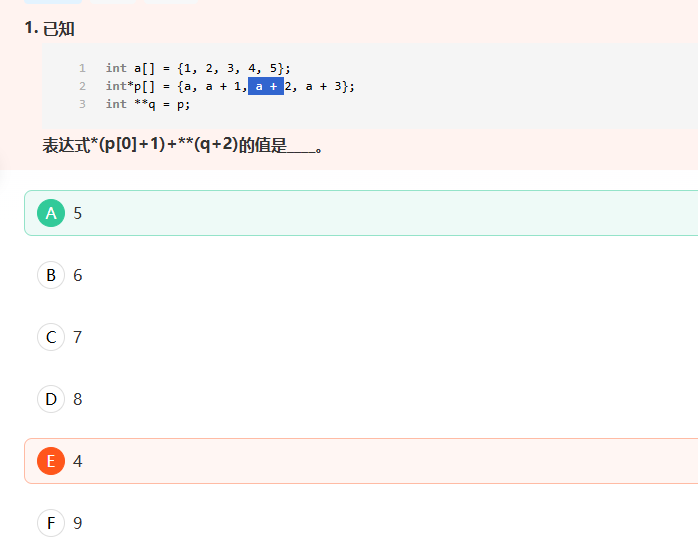 1. 已知
1 int a[] = {1, 2, 3, 4, 5};
2 int*p[] = {a, a + 1, a + 2, a + 3};
3 int **q = p;
表达式*(p[0]+1)+**(q+2)的值是____。
A 5
B 6
C 7
D 8
E 4
F 9